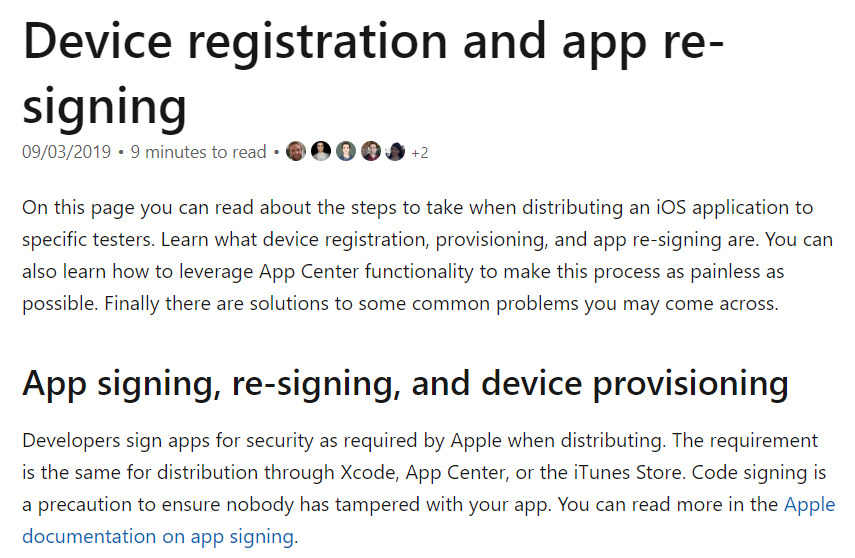 Device registration and app re-
signing
09/03/2019 • 9 minutes to read • +2
On this page you can read about the steps to take when distributing an iOS application to
specific testers. Learn what device registration, provisioning, and app re-signing are. You can
also learn how to leverage App Center functionality to make this process as painless as
possible. Finally there are solutions to some common problems you may come across.
App signing, re-signing, and device provisioning
Developers sign apps for security as required by Apple when distributing. The requirement
is the same for distribution through Xcode, App Center, or the iTunes Store. Code signing is
a precaution to ensure nobody has tampered with your app. You can read more in the Apple
documentation on app signing.